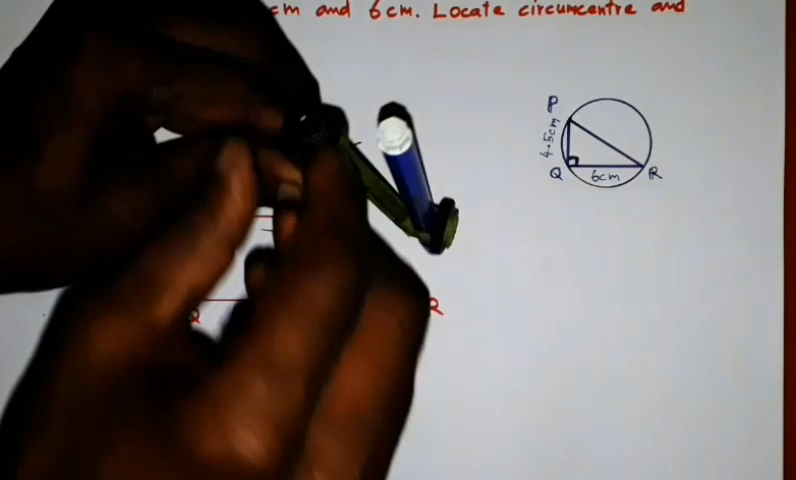 cm and 6cm. Locate circumcentre and
P
4.5cm
Q 6cm R
Q R